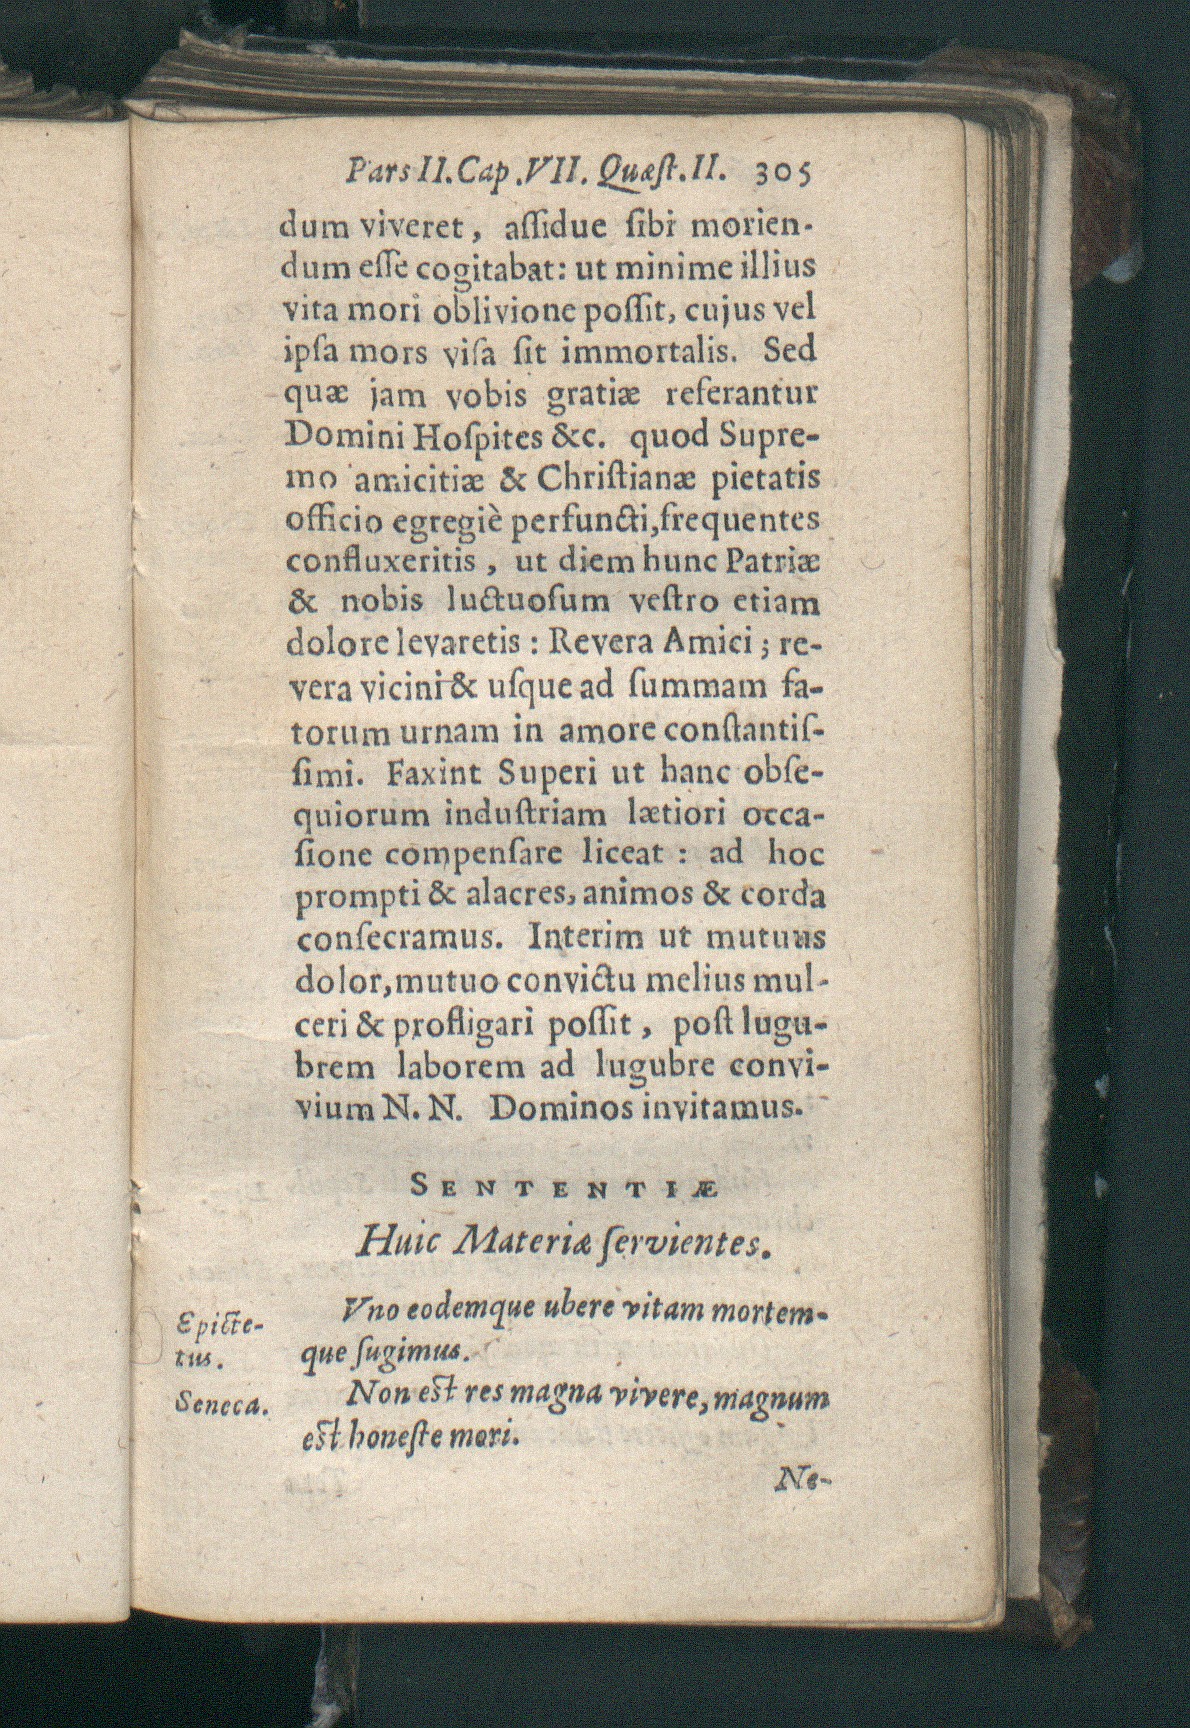 Pars II. Cap. VII. Quæſt. II. 305
dum viveret, aſſidue ſibi morien-
dum eſſe cogitabat: ut minime illius
vita mori oblivione poſſit, cujus vel
ipſa mors viſa ſit immortalis. Sed
quæ jam vobis gratiæ referantur
Domini Hoſpites &c. quod Supre-
mo amicitiæ & Chriſtianæ pietatis
officio egregiè perfuncti, frequentes
confluxeritis, ut diem hunc Patriæ
& nobis luctuoſum veſtro etiam
dolore levaretis: Revera Amici; re-
vera vicini & uſque ad ſummam fa-
torum urnam in amore conſtantiſ-
ſimi. Faxint Superi ut hanc obſe-
quiorum induſtriam lætiori occa-
ſione compenſare liceat: ad hoc
prompti & alacres, animos & corda
conſecramus. Interim ut mutuus
dolor, mutuo convictu melius mul-
ceri & profligari poſſit, poſt lugu-
brem laborem ad lugubre convi-
vium N. N. Dominos invitamus.
SENTENTIÆ
Huic Materiæ ſervientes.
Epicte-
tus.
Vno eodemque ubere vitam mortem-
que ſugimus.
Seneca.
Non eſt res magna vivere, magnum
eſt honeſte mori.
Ne-